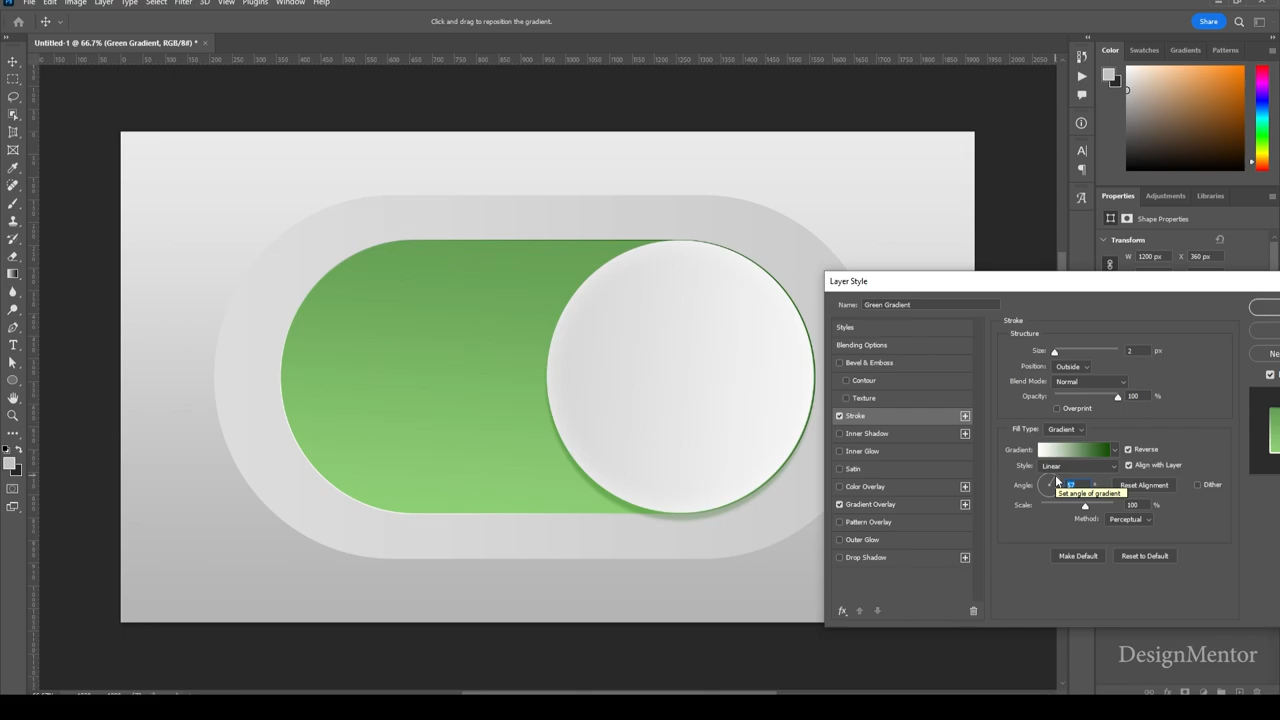 File Edit Image Layer Type Select Filter 3D View Plugins Window Help
Click and drag to reposition the gradient.
Share
Untitled-1 @ 66.7% (Green Gradient, RGB/8#) * ×
Color Swatches Gradients Patterns
Properties Adjustments Libraries
Shape Properties
Transform
W 1200 px X 360 px
Layer Style
Name: Green Gradient
Styles
Blending Options
Bevel & Emboss
Contour
Texture
Stroke
Inner Shadow
Inner Glow
Satin
Color Overlay
Gradient Overlay
Pattern Overlay
Outer Glow
Drop Shadow
fx
Stroke
Structure
Size: 2 px
Position: Outside
Blend Mode: Normal
Opacity: 100 %
Overprint
Fill Type: Gradient
Gradient: Reverse
Style: Linear Align with Layer
Angle: 57 ° Reset Alignment Dither
Set angle of gradient
Scale: 100 %
Method: Perceptual
Make Default Reset to Default
Ne
DesignMentor